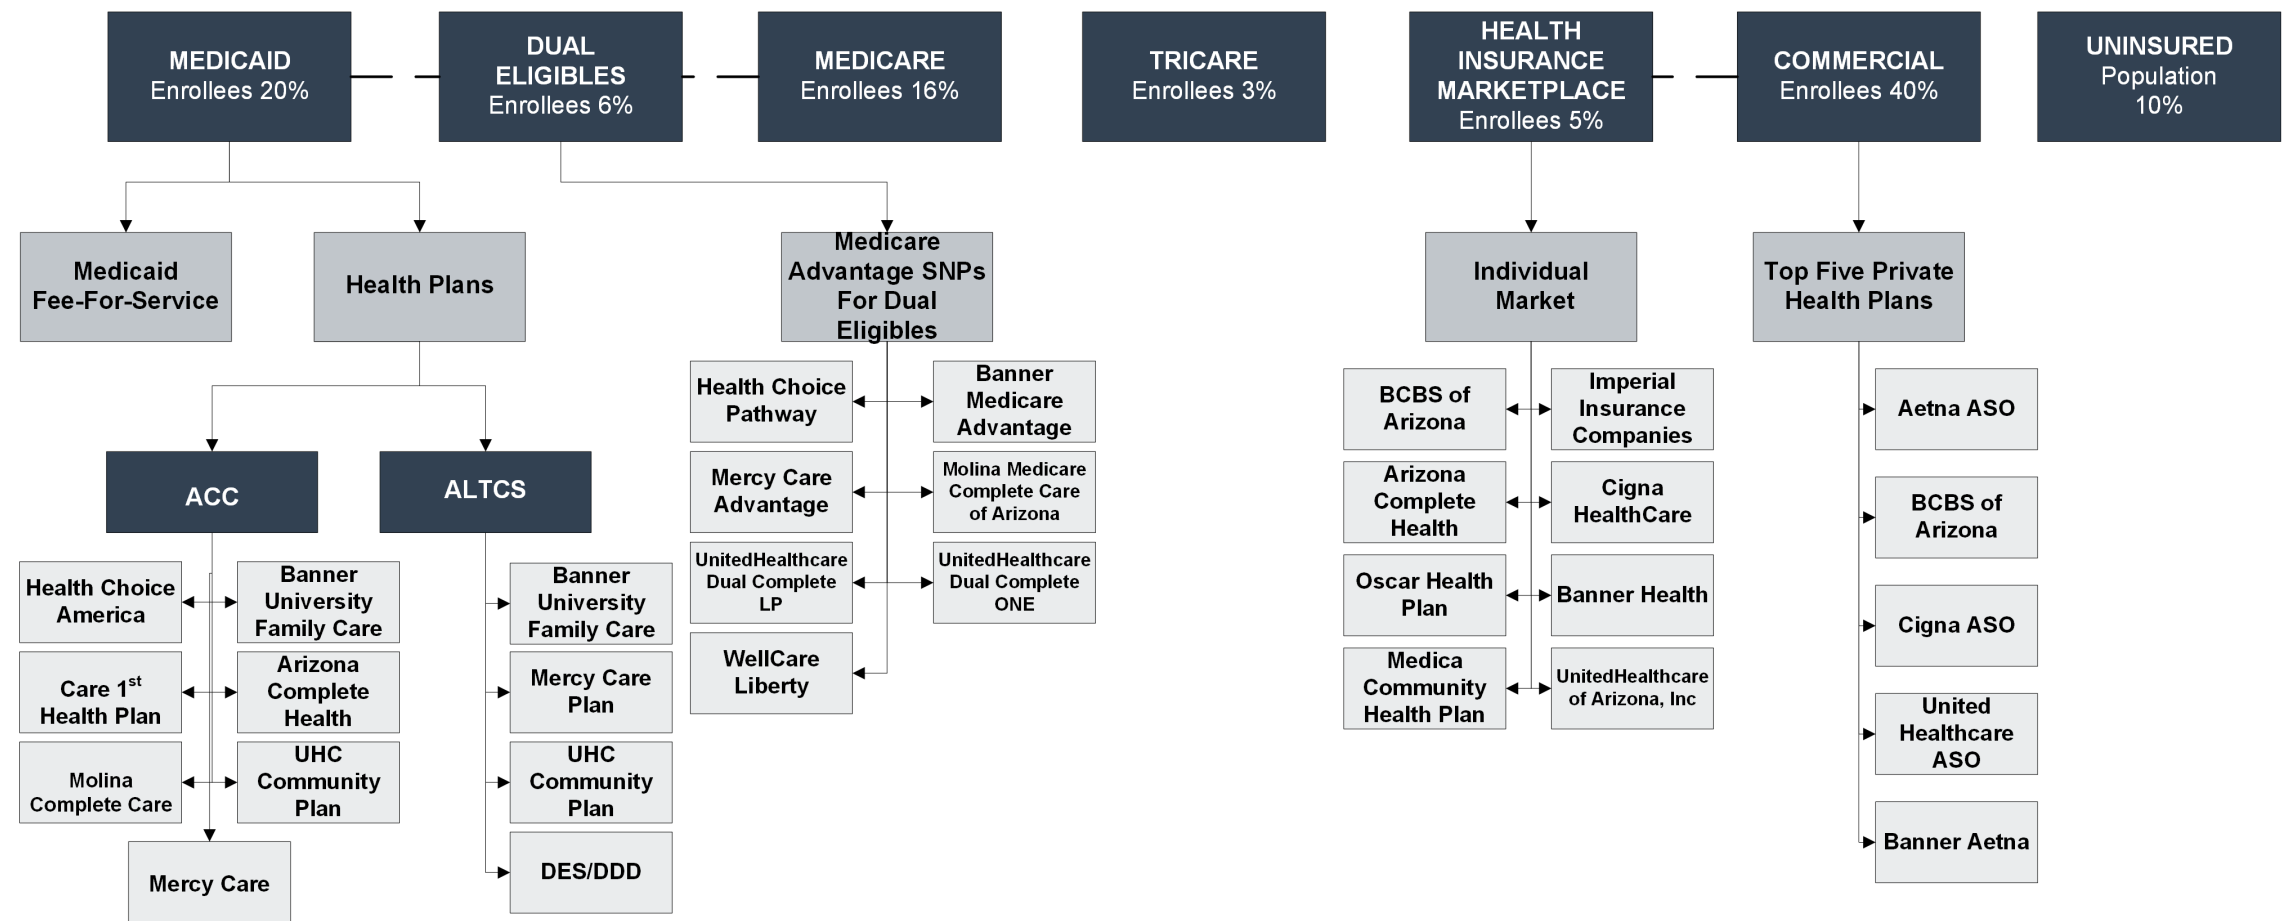 MEDICAID
Enrollees 20%
DUAL
ELIGIBLES
Enrollees 6%
MEDICARE
Enrollees 16%
TRICARE
Enrollees 3%
HEALTH
INSURANCE
MARKETPLACE
Enrollees 5%
COMMERCIAL
Enrollees 40%
UNINSURED
Population
10%
Medicaid
Fee-For-Service
Health Plans
Medicare
Advantage SNPs
For Dual
Eligibles
Individual
Market
Top Five Private
Health Plans
ACC
ALTCS
Health Choice
America
Banner
University
Family Care
Care 1st
Health Plan
Arizona
Complete
Health
Molina
Complete Care
UHC
Community
Plan
Mercy Care
Banner
University
Family Care
Mercy Care
Plan
UHC
Community
Plan
DES/DDD
Health Choice
Pathway
Banner
Medicare
Advantage
Mercy Care
Advantage
Molina Medicare
Complete Care
of Arizona
UnitedHealthcare
Dual Complete
LP
UnitedHealthcare
Dual Complete
ONE
WellCare
Liberty
BCBS of
Arizona
Imperial
Insurance
Companies
Arizona
Complete
Health
Cigna
HealthCare
Oscar Health
Plan
Banner Health
Medica
Community
Health Plan
UnitedHealthcare
of Arizona, Inc
Aetna ASO
BCBS of
Arizona
Cigna ASO
United
Healthcare
ASO
Banner Aetna